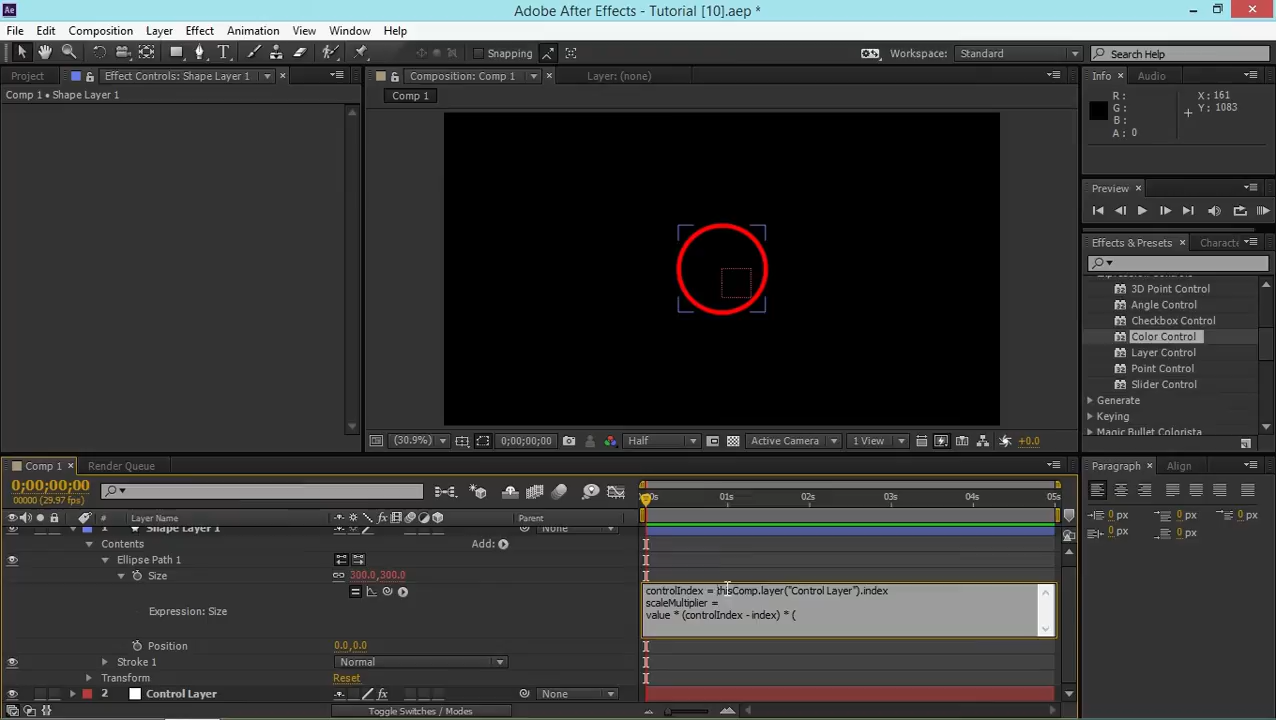 Adobe After Effects - Tutorial [10].aep *
File Edit Composition Layer Effect Animation View Window Help
Snapping
Workspace: Standard
Search Help
Project
Effect Controls: Shape Layer 1
Composition: Comp 1
Layer: (none)
Info
Audio
Comp 1 • Shape Layer 1
Comp 1
R:
G:
B:
A: 0
X: 161
Y: 1083
Preview
Effects & Presets
Characte
3D Point Control
Angle Control
Checkbox Control
Color Control
Layer Control
Point Control
Slider Control
Generate
Keying
Magic Bullet Colorista
(30.9%)
0;00;00;00
Half
Active Camera
1 View
+0.0
Comp 1
Render Queue
Paragraph
Align
0;00;00;00
00000 (29.97 fps)
0s 01s 02s 03s 04s 05s
# Layer Name
Parent
0 px 0 px 0 px
0 px 0 px
Shape Layer 1
None
Contents
Add:
Ellipse Path 1
Size
300.0,300.0
Expression: Size
controlIndex = thisComp.layer("Control Layer").index
scaleMultiplier =
value * (controlIndex - index) * (
Position
0.0,0.0
Stroke 1
Normal
Transform
Reset
2 Control Layer
None
Toggle Switches / Modes